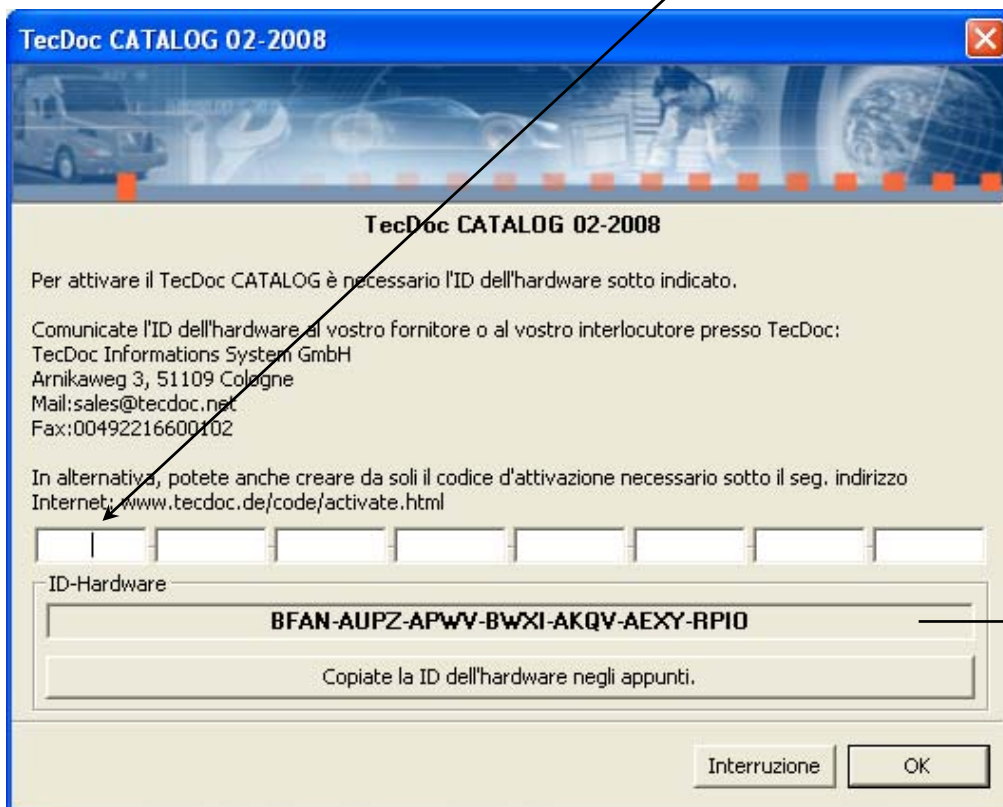 TecDoc CATALOG 02-2008
TecDoc CATALOG 02-2008
Per attivare il TecDoc CATALOG è necessario l'ID dell'hardware sotto indicato.
Comunicate l'ID dell'hardware al vostro fornitore o al vostro interlocutore presso TecDoc:
TecDoc Informations System GmbH
Arnikaweg 3, 51109 Cologne
Mail:sales@tecdoc.net
Fax:00492216600102
In alternativa, potete anche creare da soli il codice d'attivazione necessario sotto il seg. indirizzo
Internet: www.tecdoc.de/code/activate.html
ID-Hardware
BFAN-AUPZ-APWV-BWXI-AKQV-AEXY-RPIO
Copiate la ID dell'hardware negli appunti.
Interruzione
OK